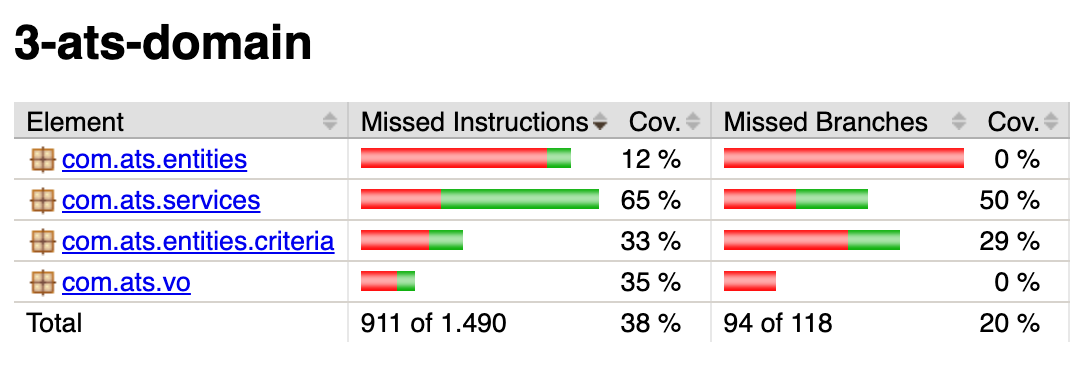 3-ats-domain
Element Missed Instructions Cov. Missed Branches Cov.
com.ats.entities 12 % 0 %
com.ats.services 65 % 50 %
com.ats.entities.criteria 33 % 29 %
com.ats.vo 35 % 0 %
Total 911 of 1.490 38 % 94 of 118 20 %